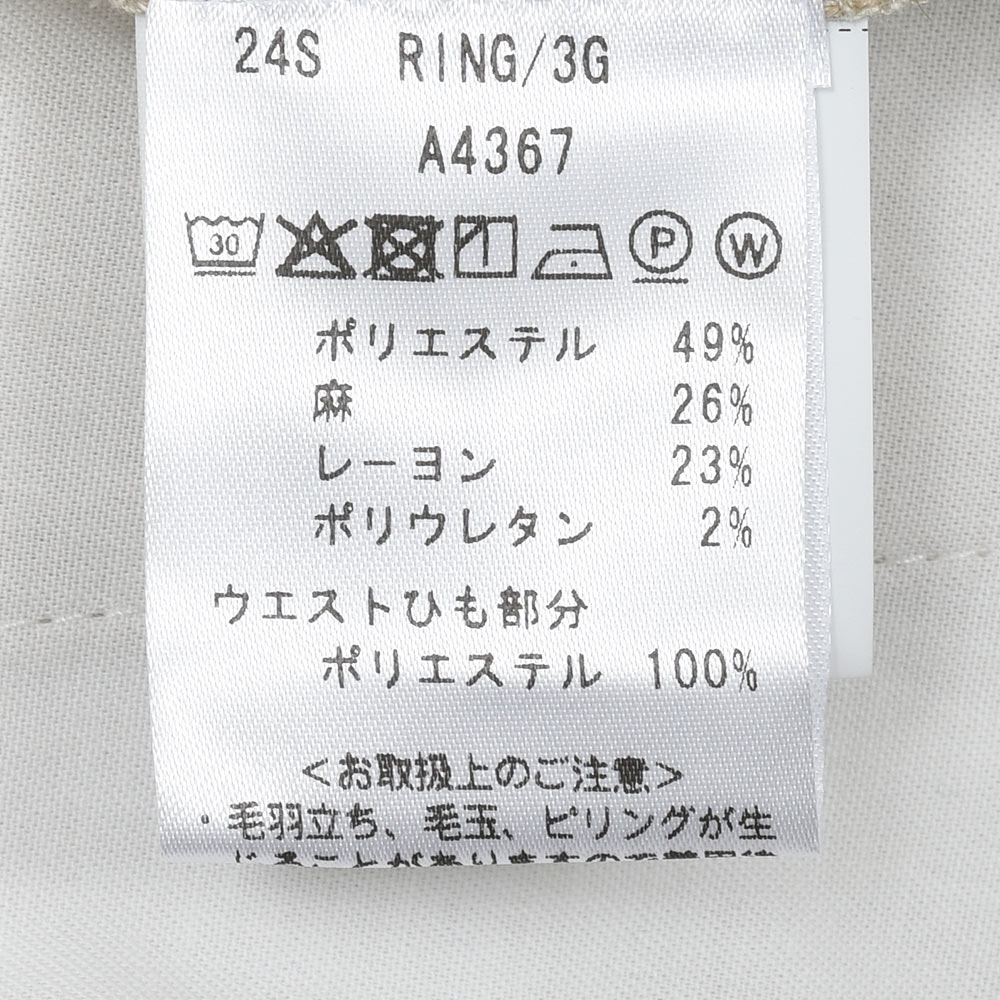 24S RING/3G
A4367
30 P W
ポリエステル 49%
麻 26%
レーヨン 23%
ポリウレタン 2%
ウエストひも部分
ポリエステル 100%
<お取扱上のご注意>
・毛羽立ち、毛玉、ピリングが生